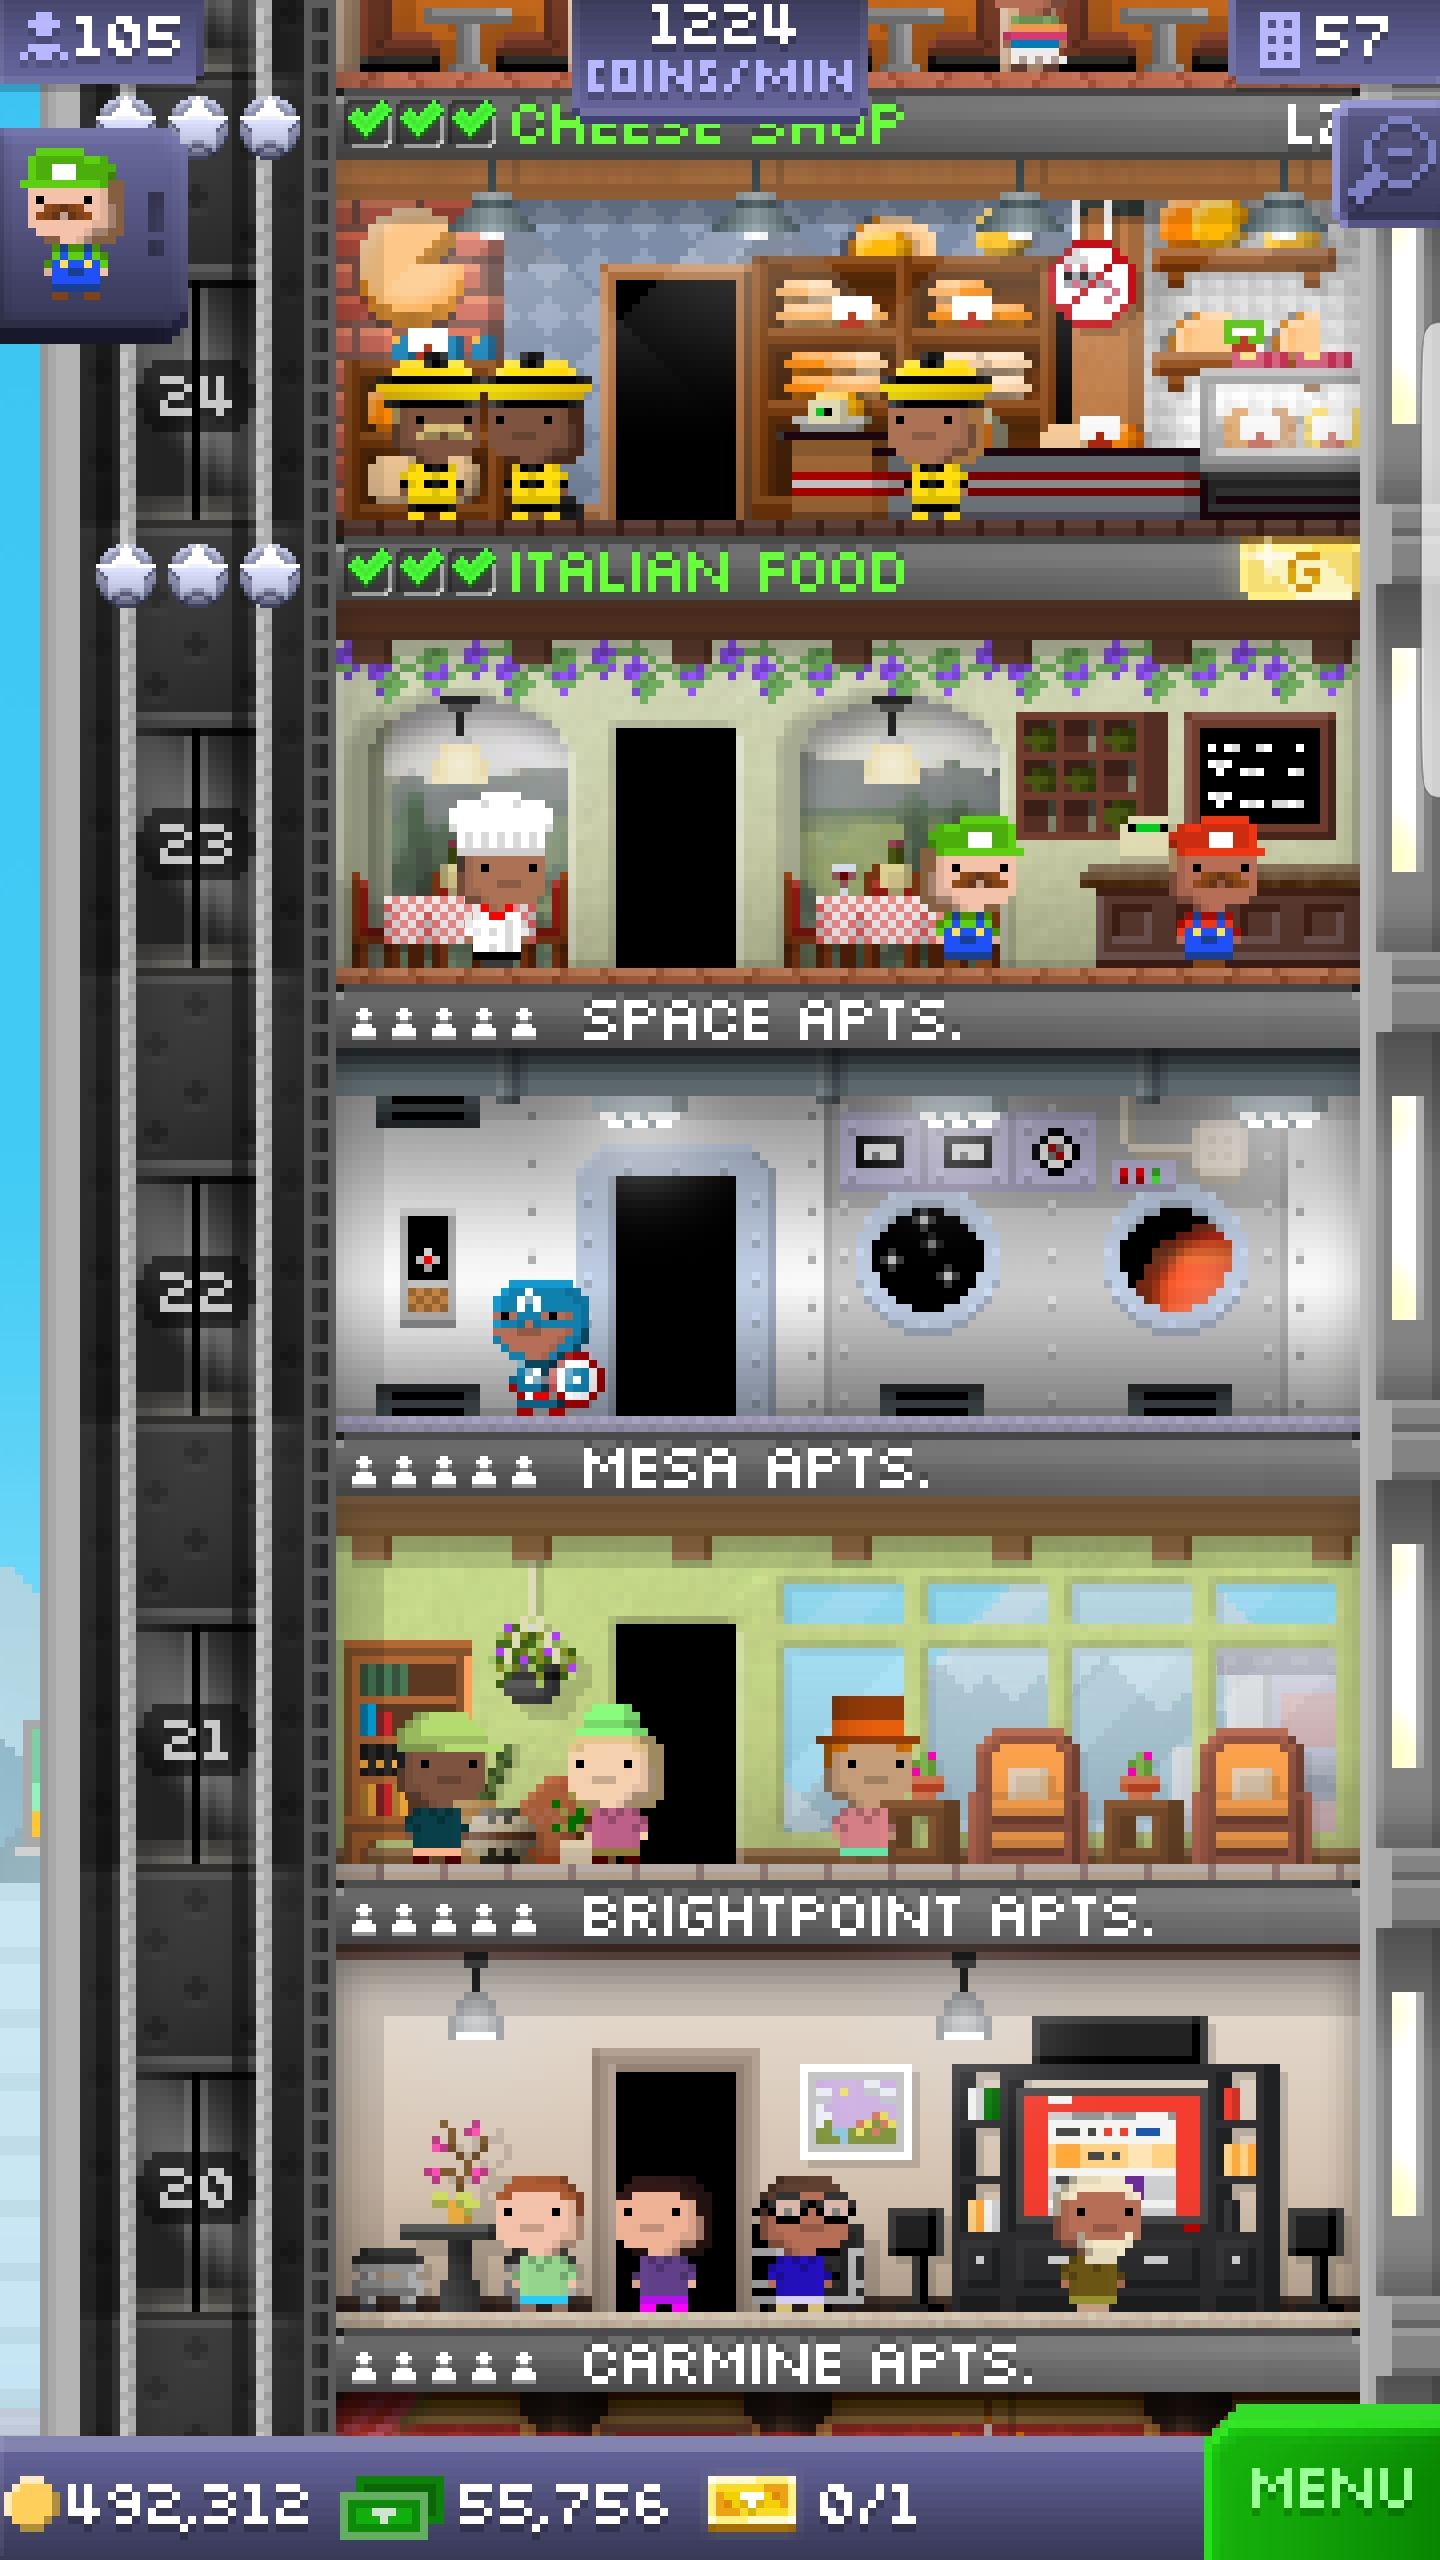 105
1224
COINS/MIN
57
CHEESE SHOP
!
24
ITALIAN FOOD
G
23
SPACE APTS.
22
A
MESA APTS.
21
BRIGHTPOINT APTS.
20
CARMINE APTS.
492,312
55,756
0/1
MENU